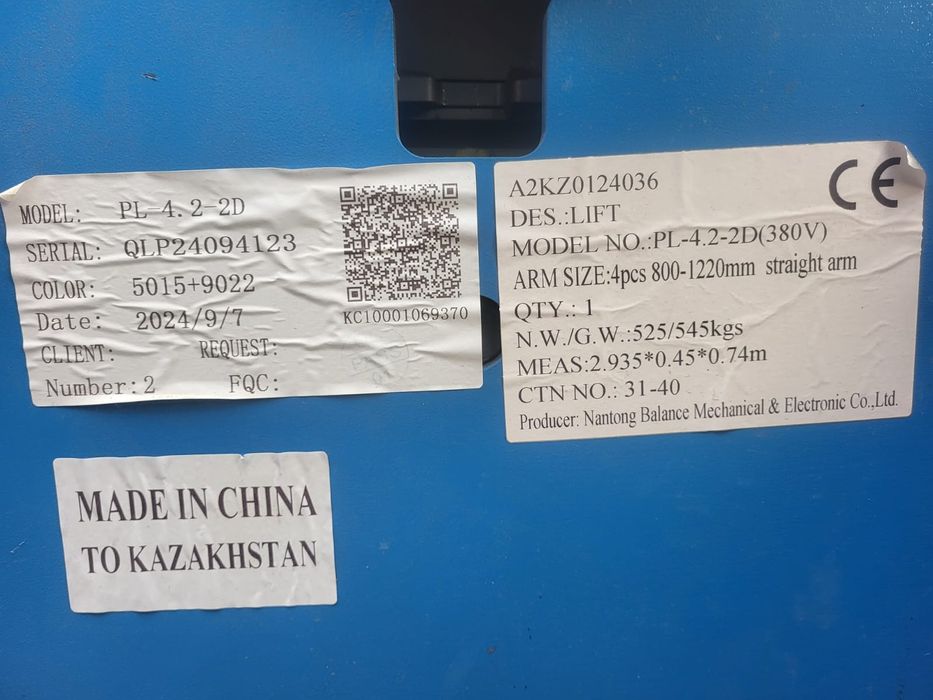 MODEL: PL-4.2-2D
SERIAL: QLP24094123
COLOR: 5015+9022
Date: 2024/9/7
CLIENT: REQUEST:
Number:2 FQC:
KC10001069370
A2KZ0124036
CE
DES.:LIFT
MODEL NO.:PL-4.2-2D(380V)
ARM SIZE:4pcs 800-1220mm straight arm
QTY.: 1
N.W./G.W.:525/545kgs
MEAS:2.935*0.45*0.74m
CTN NO.: 31-40
Producer: Nantong Balance Mechanical & Electronic Co.,Ltd.
MADE IN CHINA
TO KAZAKHSTAN